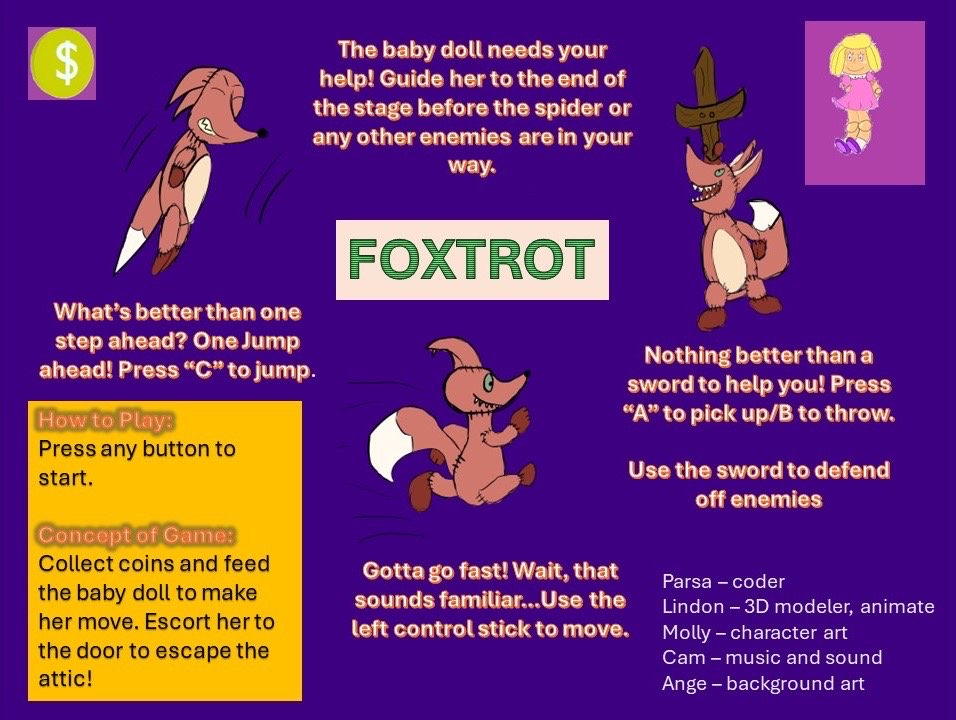 $
The baby doll needs your
help! Guide her to the end of
the stage before the spider or
any other enemies are in your
way.
FOXTROT
What’s better than one
step ahead? One Jump
ahead! Press “C” to jump.
Nothing better than a
sword to help you! Press
“A” to pick up/B to throw.
Use the sword to defend
off enemies
How to Play:
Press any button to
start.
Concept of Game:
Collect coins and feed
the baby doll to make
her move. Escort her to
the door to escape the
attic!
Gotta go fast! Wait, that
sounds familiar...Use the
left control stick to move.
Parsa – coder
Lindon – 3D modeler, animate
Molly – character art
Cam – music and sound
Ange – background art